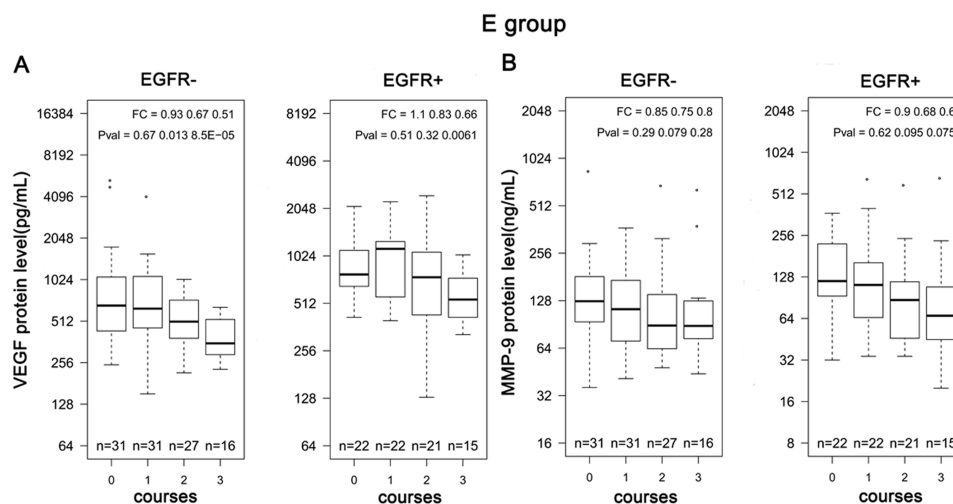 E group
A
EGFR-
FC = 0.93 0.67 0.51
Pval = 0.67 0.013 8.5E-05
VEGF protein level(pg/mL)
16384
8192
4096
2048
1024
512
256
128
64
n=31 n=31 n=27 n=16
0 1 2 3
courses
EGFR+
FC = 1.1 0.83 0.66
Pval = 0.51 0.32 0.0061
8192
4096
2048
1024
512
256
128
64
n=22 n=22 n=21 n=15
0 1 2 3
courses
B
EGFR-
FC = 0.85 0.75 0.8
Pval = 0.29 0.079 0.28
MMP-9 protein level(ng/mL)
2048
1024
512
256
128
64
32
16
n=31 n=31 n=27 n=16
0 1 2 3
courses
EGFR+
FC = 0.9 0.68 0.6
Pval = 0.62 0.095 0.075
2048
1024
512
256
128
64
32
16
8
n=22 n=22 n=21 n=15
0 1 2 3
courses